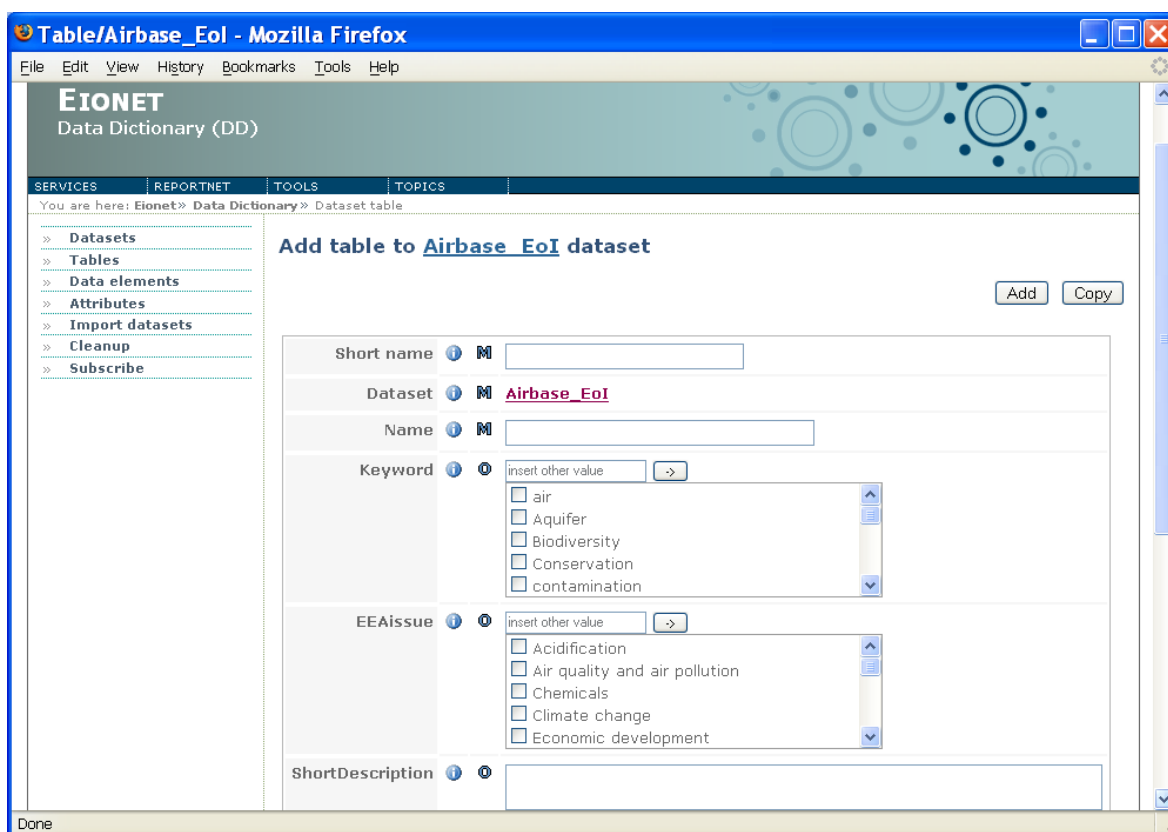 Table/Airbase_EoI - Mozilla Firefox
File Edit View History Bookmarks Tools Help
EIONET
Data Dictionary (DD)
SERVICES REPORTNET TOOLS TOPICS
You are here: Eionet» Data Dictionary» Dataset table
» Datasets
» Tables
» Data elements
» Attributes
» Import datasets
» Cleanup
» Subscribe
Add table to Airbase_EoI dataset
Add Copy
Short name i M
Dataset i M Airbase_EoI
Name i M
Keyword i O insert other value ->
air
Aquifer
Biodiversity
Conservation
contamination
EEAissue i O insert other value ->
Acidification
Air quality and air pollution
Chemicals
Climate change
Economic development
ShortDescription i O
Done